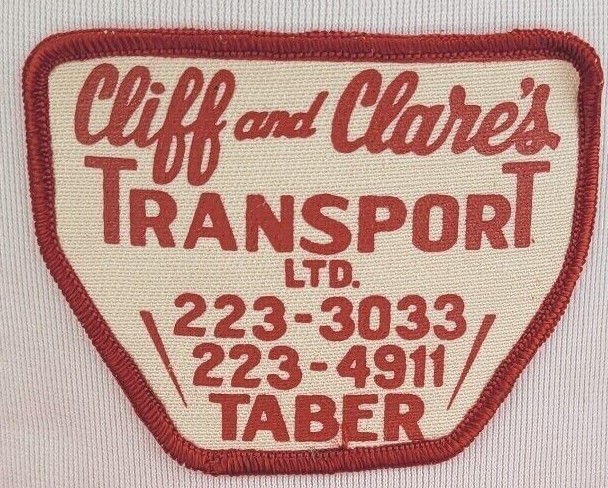 Cliff and Clare's
TRANSPORT
LTD.
223-3033
223-4911
TABER